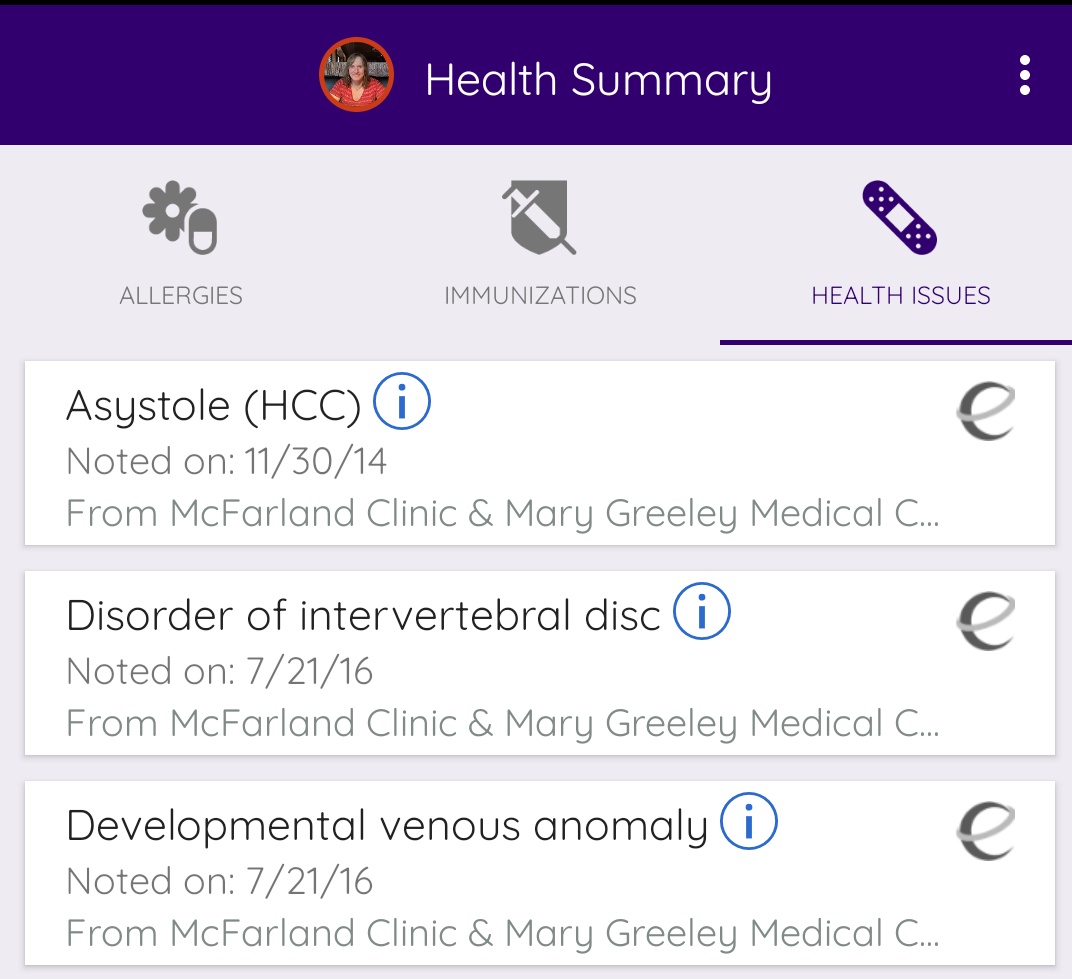 Health Summary
ALLERGIES
IMMUNIZATIONS
HEALTH ISSUES
Asystole (HCC) i
Noted on: 11/30/14
From McFarland Clinic & Mary Greeley Medical C...
Disorder of intervertebral disc i
Noted on: 7/21/16
From McFarland Clinic & Mary Greeley Medical C...
Developmental venous anomaly i
Noted on: 7/21/16
From McFarland Clinic & Mary Greeley Medical C...